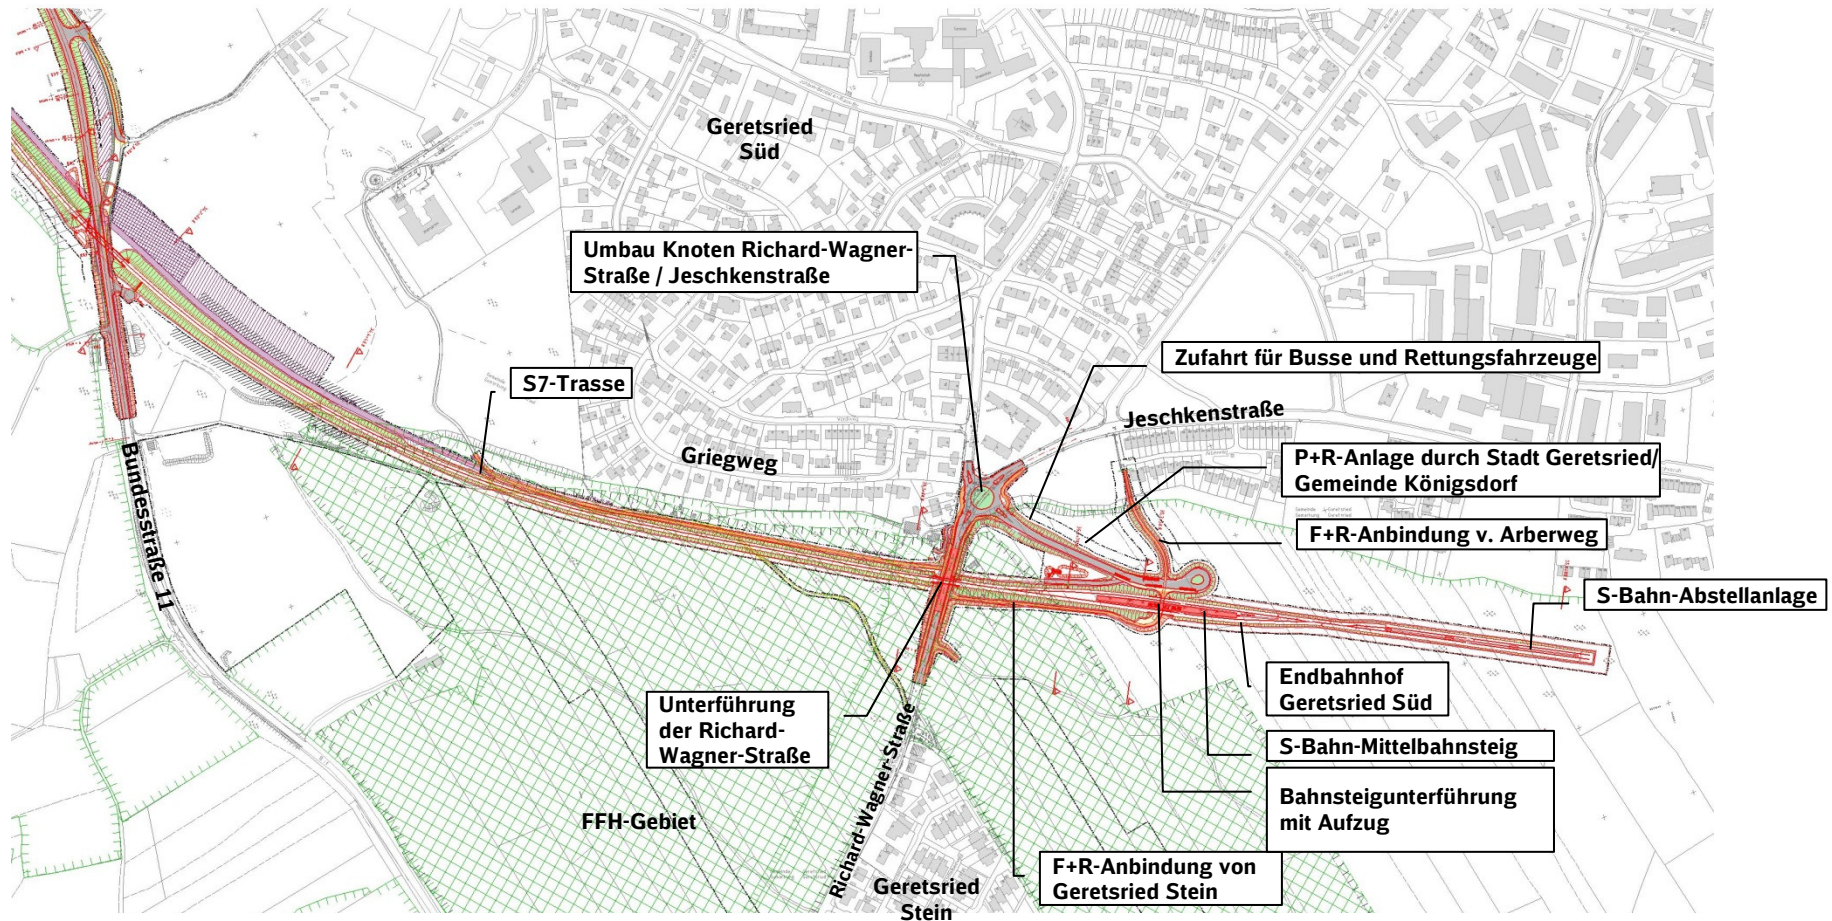 Geretsried
Süd
Umbau Knoten Richard-Wagner-
Straße / Jeschkenstraße
Zufahrt für Busse und Rettungsfahrzeuge
S7-Trasse
Jeschkenstraße
Griegweg
P+R-Anlage durch Stadt Geretsried/
Gemeinde Königsdorf
F+R-Anbindung v. Arberweg
Bundesstraße 11
S-Bahn-Abstellanlage
Endbahnhof
Geretsried Süd
Unterführung
der Richard-
Wagner-Straße
S-Bahn-Mittelbahnsteig
Richard-Wagner-Straße
Bahnsteigunterführung
mit Aufzug
FFH-Gebiet
F+R-Anbindung von
Geretsried Stein
Geretsried
Stein